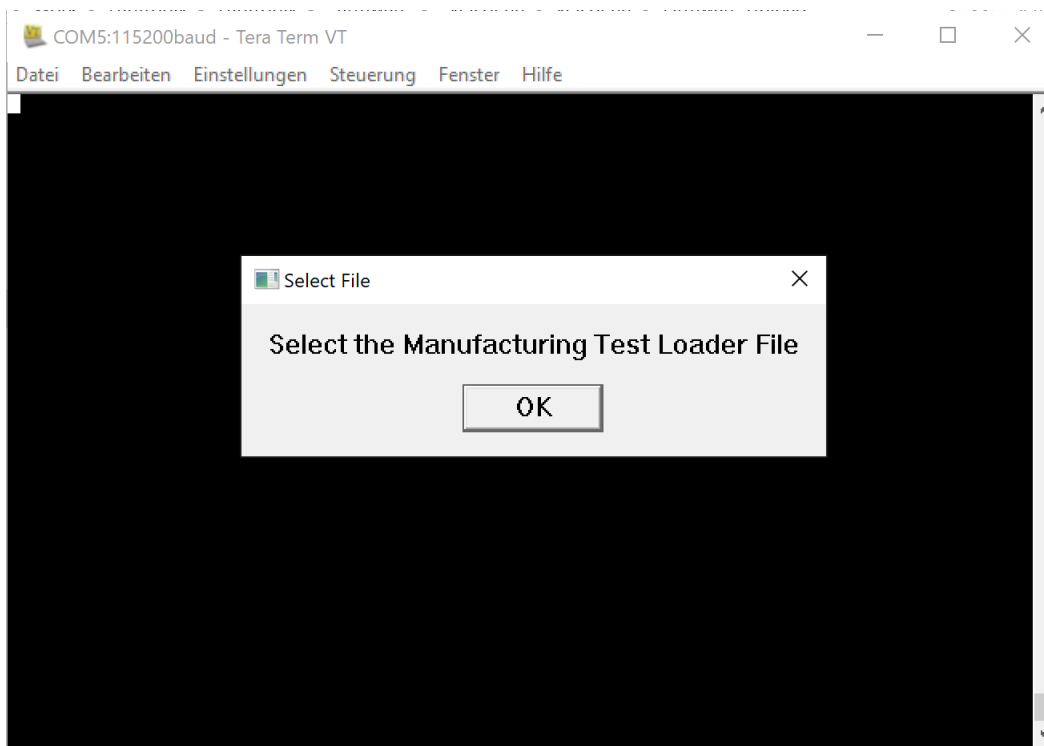 COM5:115200baud - Tera Term VT
Datei Bearbeiten Einstellungen Steuerung Fenster Hilfe
Select File
Select the Manufacturing Test Loader File
OK